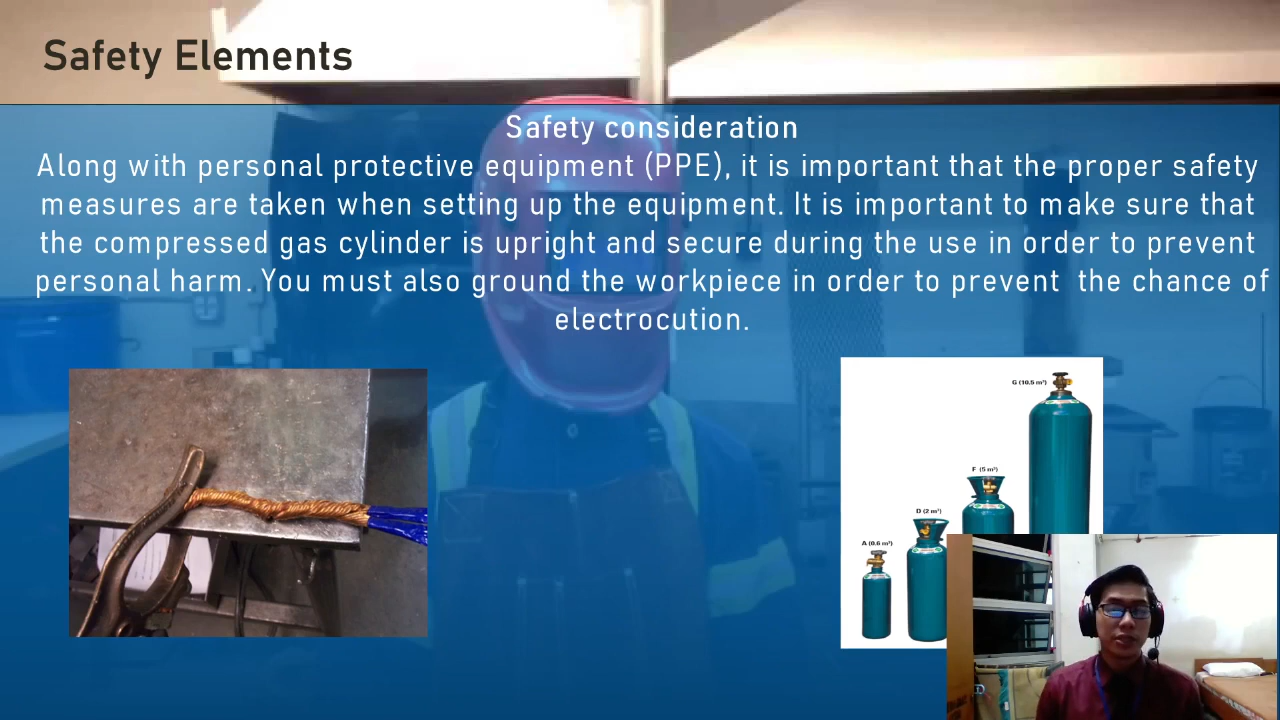 Safety Elements
Safety consideration
Along with personal protective equipment (PPE), it is important that the proper safety
measures are taken when setting up the equipment. It is important to make sure that
the compressed gas cylinder is upright and secure during the use in order to prevent
personal harm. You must also ground the workpiece in order to prevent the chance of
electrocution.
G (10.5 m³)
F (5 m³)
D (2 m³)
A (0.6 m³)